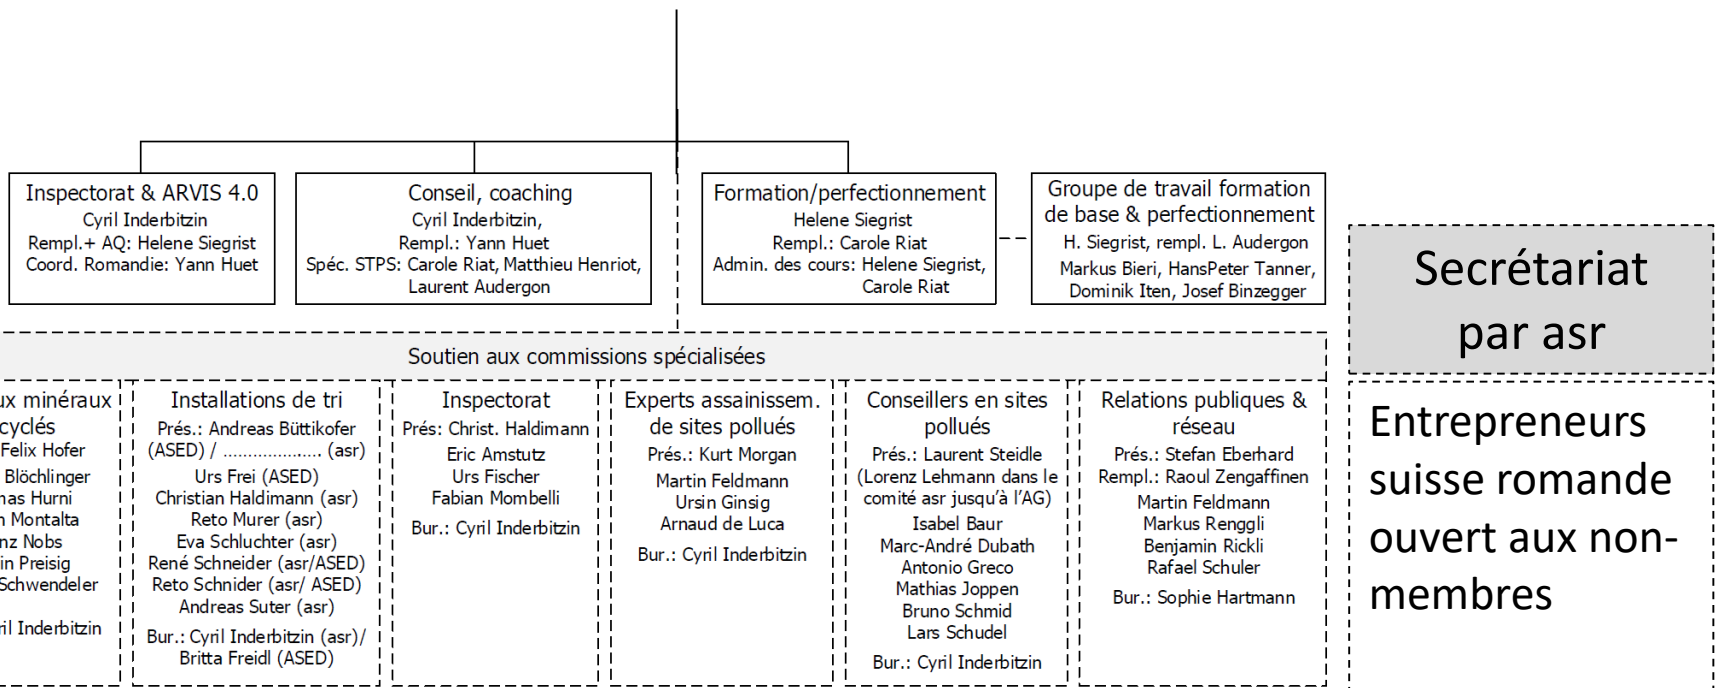 Inspectorat & ARVIS 4.0
Cyril Inderbitzin
Rempl.+ AQ: Helene Siegrist
Coord. Romandie: Yann Huet
Conseil, coaching
Cyril Inderbitzin,
Rempl.: Yann Huet
Spéc. STPS: Carole Riat, Matthieu Henriot,
Laurent Audergon
Formation/perfectionnement
Helene Siegrist
Rempl.: Carole Riat
Admin. des cours: Helene Siegrist,
Carole Riat
Groupe de travail formation
de base & perfectionnement
H. Siegrist, rempl. L. Audergon
Markus Bieri, HansPeter Tanner,
Dominik Iten, Josef Binzegger
Secrétariat
par asr
Soutien aux commissions spécialisées
minéraux
Felix Hofer
Blöchlinger
Hurni
Montalta
Nobs
Preisig
Schwendeler
Inderbitzin
Installations de tri
Prés.: Andreas Büttikofer
(ASED) / ...................... (asr)
Urs Frei (ASED)
Christian Haldimann (asr)
Reto Murer (asr)
Eva Schluchter (asr)
René Schneider (asr/ASED)
Reto Schnider (asr/ ASED)
Andreas Suter (asr)
Bur.: Cyril Inderbitzin (asr)/
Britta Freidl (ASED)
Inspectorat
Prés: Christ. Haldimann
Eric Amstutz
Urs Fischer
Fabian Mombelli
Bur.: Cyril Inderbitzin
Experts assainissem.
de sites pollués
Prés.: Kurt Morgan
Martin Feldmann
Ursin Ginsig
Arnaud de Luca
Bur.: Cyril Inderbitzin
Conseillers en sites
pollués
Prés.: Laurent Steidle
(Lorenz Lehmann dans le
comité asr jusqu’à l’AG)
Isabel Baur
Marc-André Dubath
Antonio Greco
Mathias Joppen
Bruno Schmid
Lars Schudel
Bur.: Cyril Inderbitzin
Relations publiques &
réseau
Prés.: Stefan Eberhard
Rempl.: Raoul Zengaffinen
Martin Feldmann
Markus Renggli
Benjamin Rickli
Rafael Schuler
Bur.: Sophie Hartmann
Entrepreneurs
suisse romande
ouvert aux non-
membres